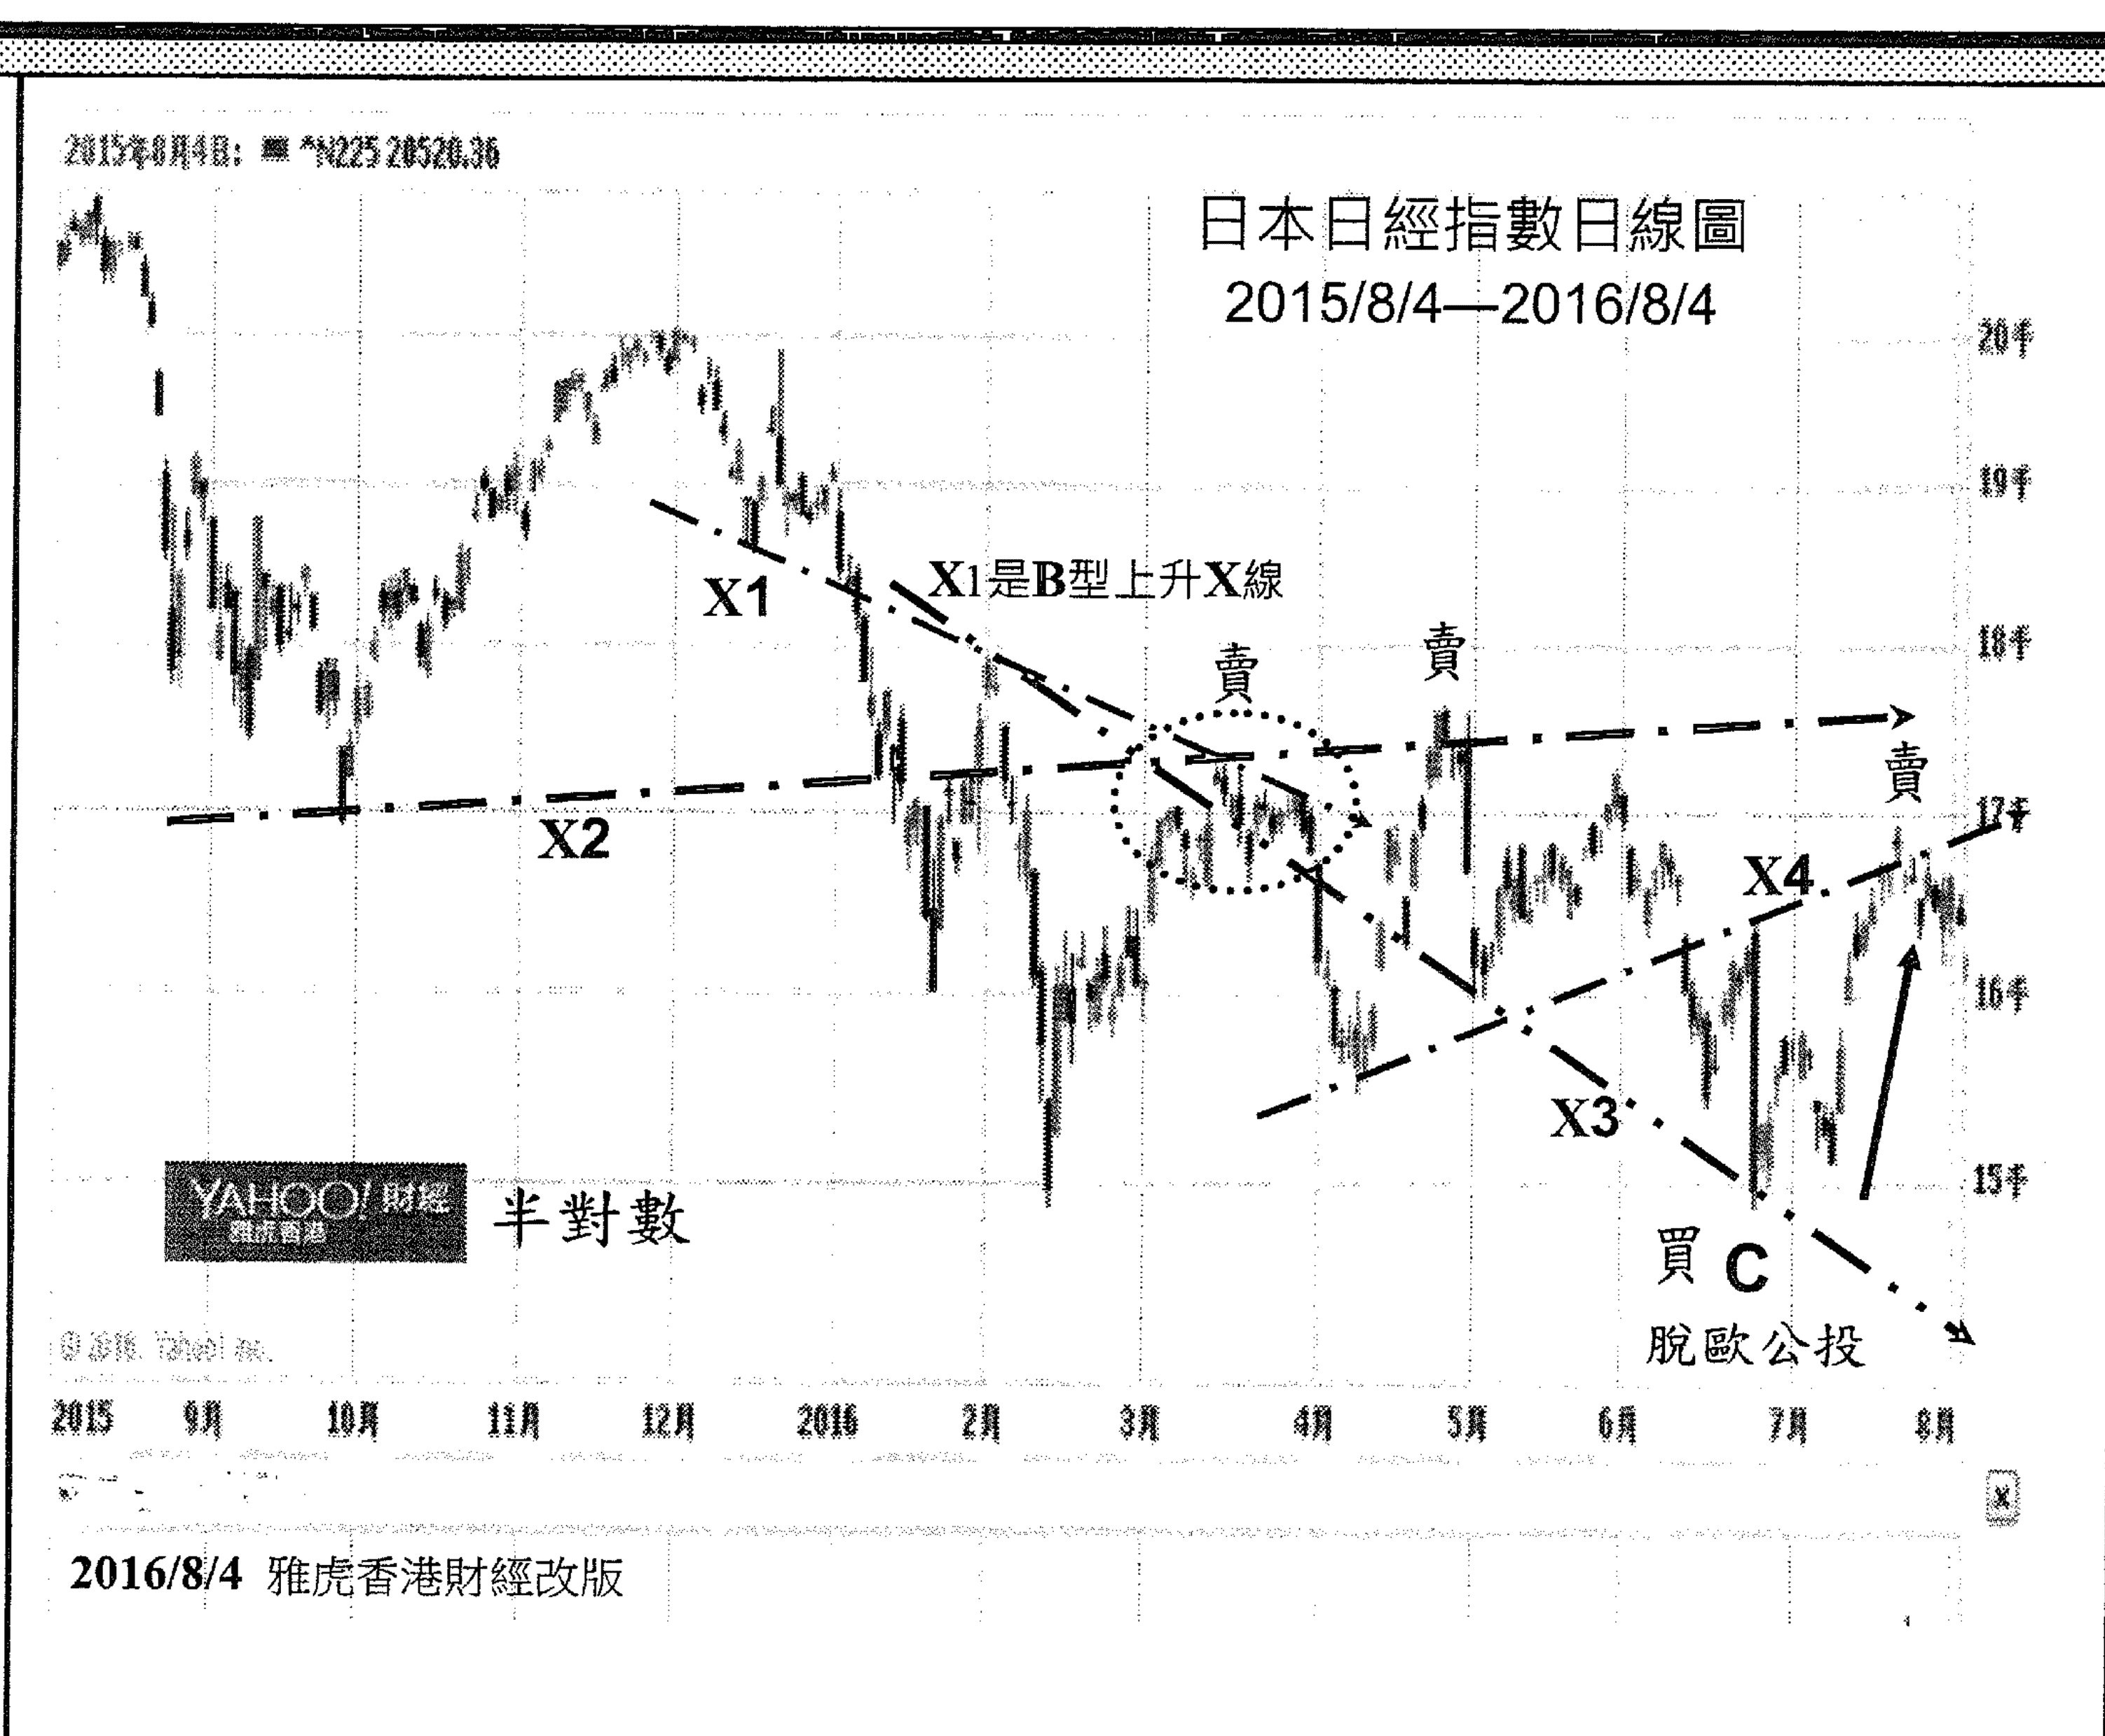 2015年8月4日: ^N225 20520.36
日本日經指數日線圖
2015/8/4—2016/8/4
20千
19千
X1是B型上升X線
X1
賣
賣
18千
賣
17千
X2
X4
16千
X3
15千
YAHOO! 財經
雅虎香港
半對數
買 C
脫歐公投
© 2016. Yahoo! Inc.
2015 9月 10月 11月 12月 2016 2月 3月 4月 5月 6月 7月 8月
x
2016/8/4 雅虎香港財經改版